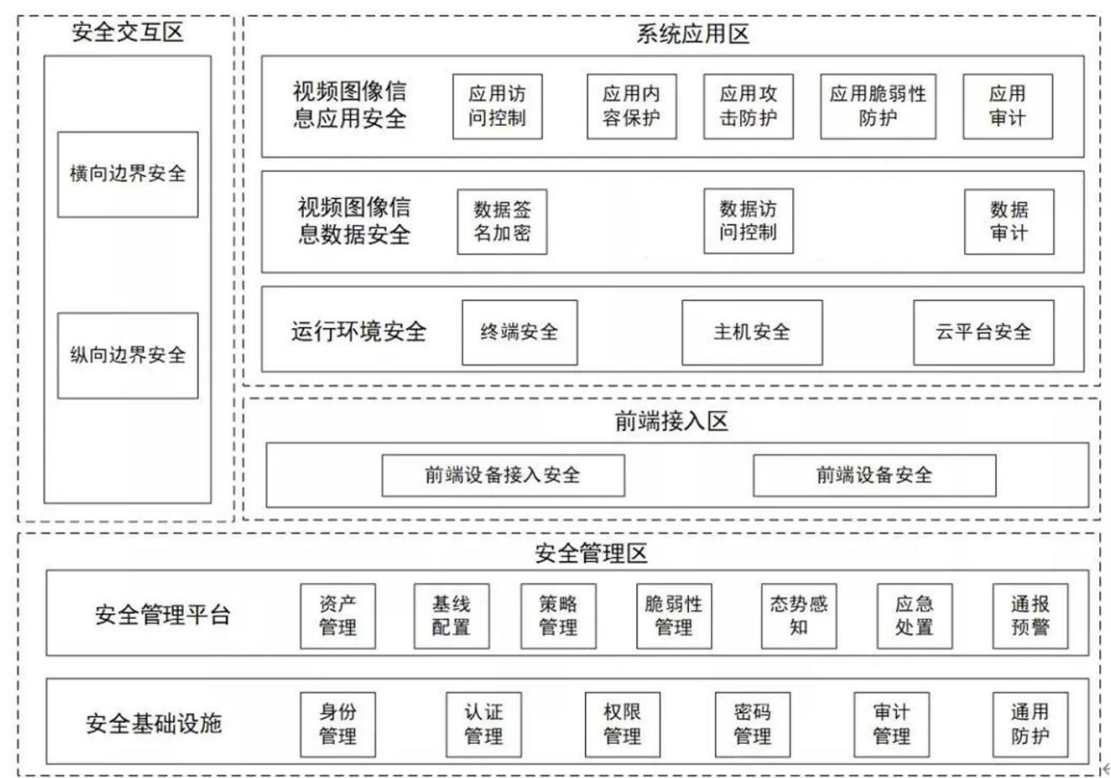 安全交互区
横向边界安全
纵向边界安全
系统应用区
视频图像信
息应用安全
应用访
问控制
应用内
容保护
应用攻
击防护
应用脆弱性
防护
应用
审计
视频图像信
息数据安全
数据签
名加密
数据访
问控制
数据
审计
运行环境安全
终端安全
主机安全
云平台安全
前端接入区
前端设备接入安全
前端设备安全
安全管理区
安全管理平台
资产
管理
基线
配置
策略
管理
脆弱性
管理
态势感
知
应急
处置
通报
预警
安全基础设施
身份
管理
认证
管理
权限
管理
密码
管理
审计
管理
通用
防护